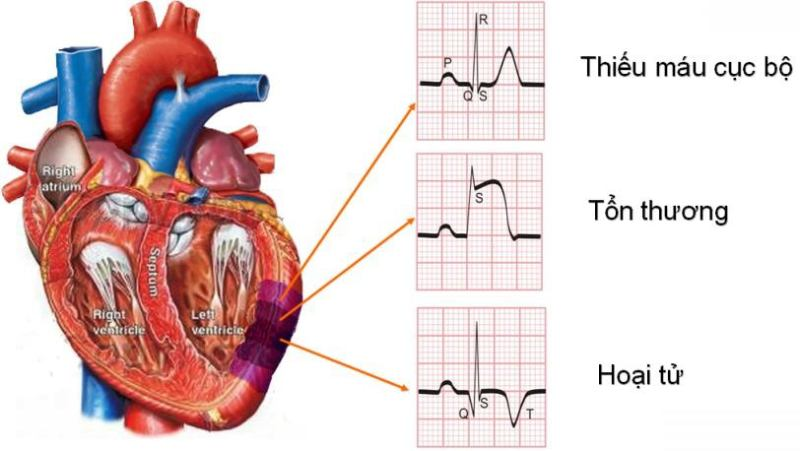 Right
atrium
Septum
Right
ventricle
Left
ventricle
R
P
Q S
Thiếu máu cục bộ
S
Tổn thương
Q
S
T
Hoại tử